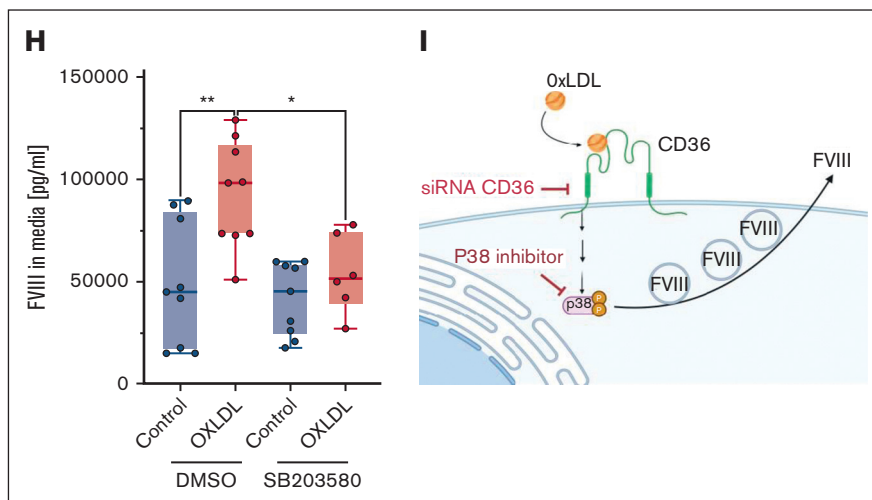 H
150000
100000
50000
0
FVIII in media [pg/ml]
**
*
Control
OXLDL
Control
OXLDL
DMSO
SB203580
I
0xLDL
CD36
siRNA CD36
P38 inhibitor
p38
P
P
FVIII
FVIII
FVIII
FVIII